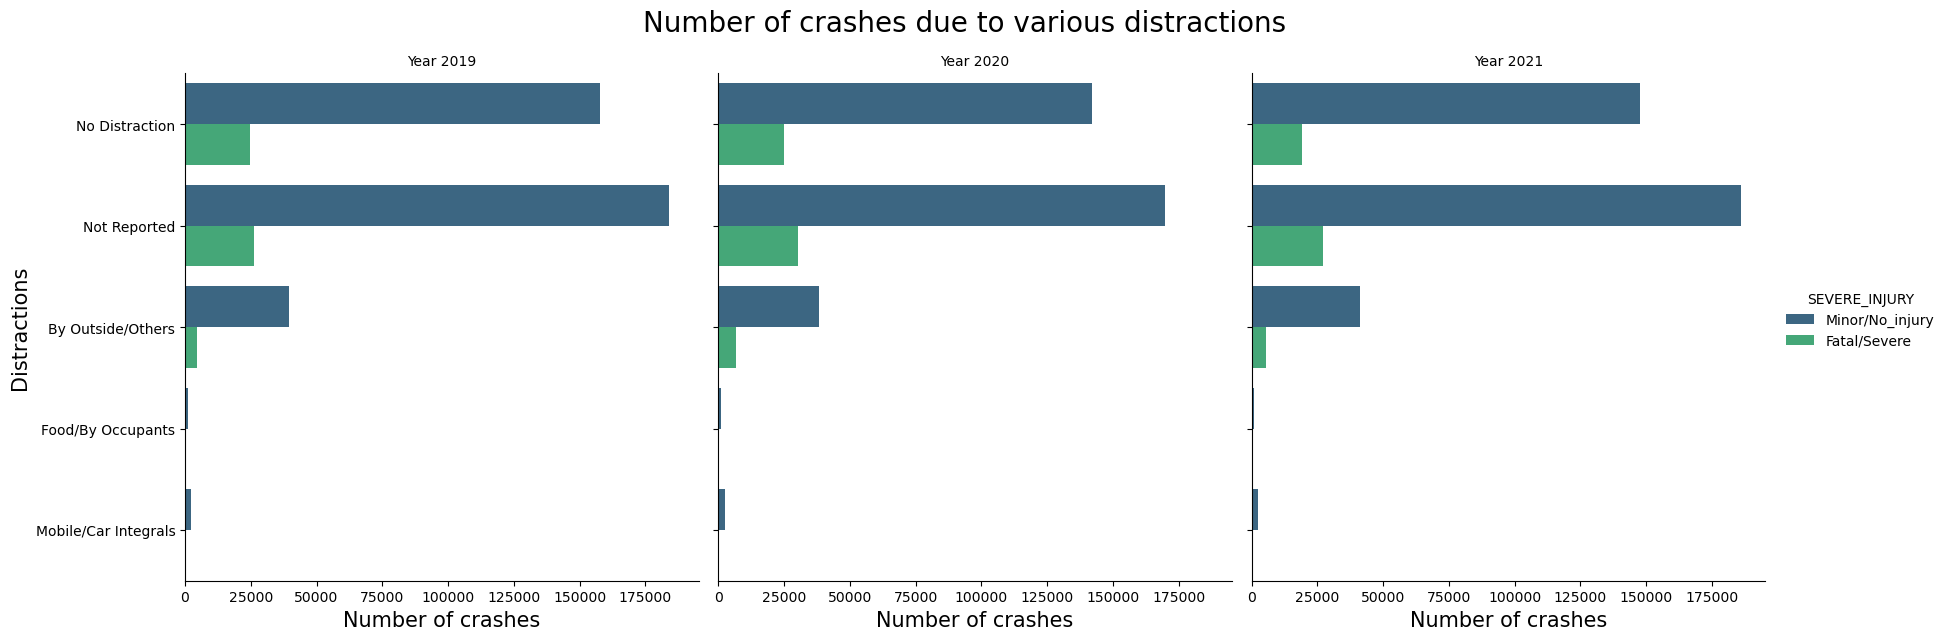 Number of crashes due to various distractions
Year 2019
Year 2020
Year 2021
Distractions
No Distraction
Not Reported
By Outside/Others
Food/By Occupants
Mobile/Car Integrals
0 25000 50000 75000 100000 125000 150000 175000
0 25000 50000 75000 100000 125000 150000 175000
0 25000 50000 75000 100000 125000 150000 175000
Number of crashes
Number of crashes
Number of crashes
SEVERE_INJURY
Minor/No_injury
Fatal/Severe